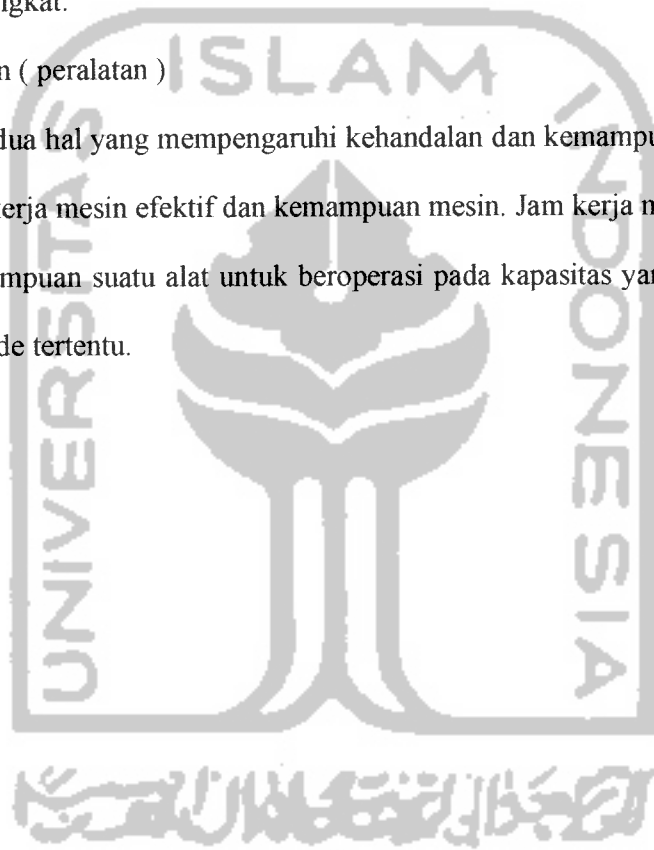 ngkat.
n ( peralatan )
dua hal yang mempengaruhi kehandalan dan kemampu
kerja mesin efektif dan kemampuan mesin. Jam kerja m
mpuan suatu alat untuk beroperasi pada kapasitas yan
de tertentu.
UNIVERSITAS
ISLAM
INDONESIA